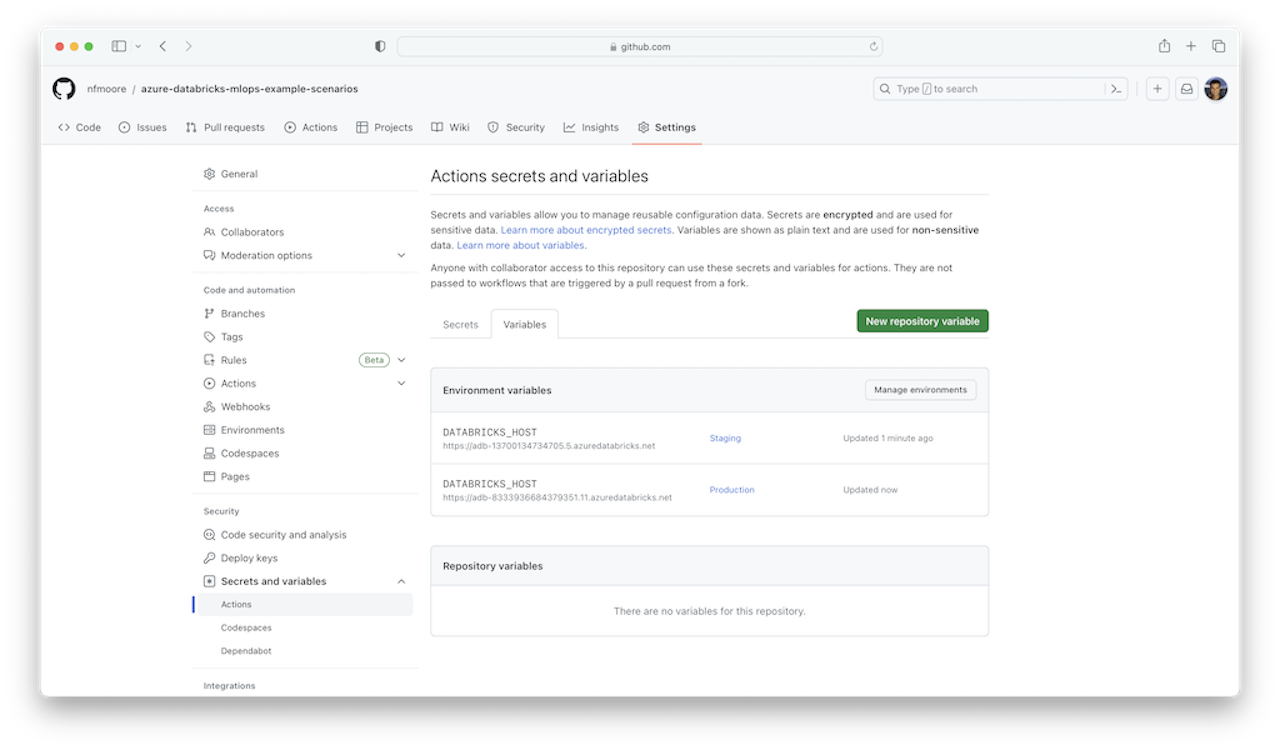 github.com
nfmoore / azure-databricks-mlops-example-scenarios
Type / to search
Code Issues Pull requests Actions Projects Wiki Security Insights Settings
General
Access
Collaborators
Moderation options
Code and automation
Branches
Tags
Rules Beta
Actions
Webhooks
Environments
Codespaces
Pages
Security
Code security and analysis
Deploy keys
Secrets and variables
Actions
Codespaces
Dependabot
Integrations
Actions secrets and variables
Secrets and variables allow you to manage reusable configuration data. Secrets are encrypted and are used for
sensitive data. Learn more about encrypted secrets. Variables are shown as plain text and are used for non-sensitive
data. Learn more about variables.
Anyone with collaborator access to this repository can use these secrets and variables for actions. They are not
passed to workflows that are triggered by a pull request from a fork.
Secrets Variables New repository variable
Environment variables Manage environments
DATABRICKS_HOST
https://adb-13700134734705.5.azuredatabricks.net
Staging Updated 1 minute ago
DATABRICKS_HOST
https://adb-8333936684379351.11.azuredatabricks.net
Production Updated now
Repository variables
There are no variables for this repository.